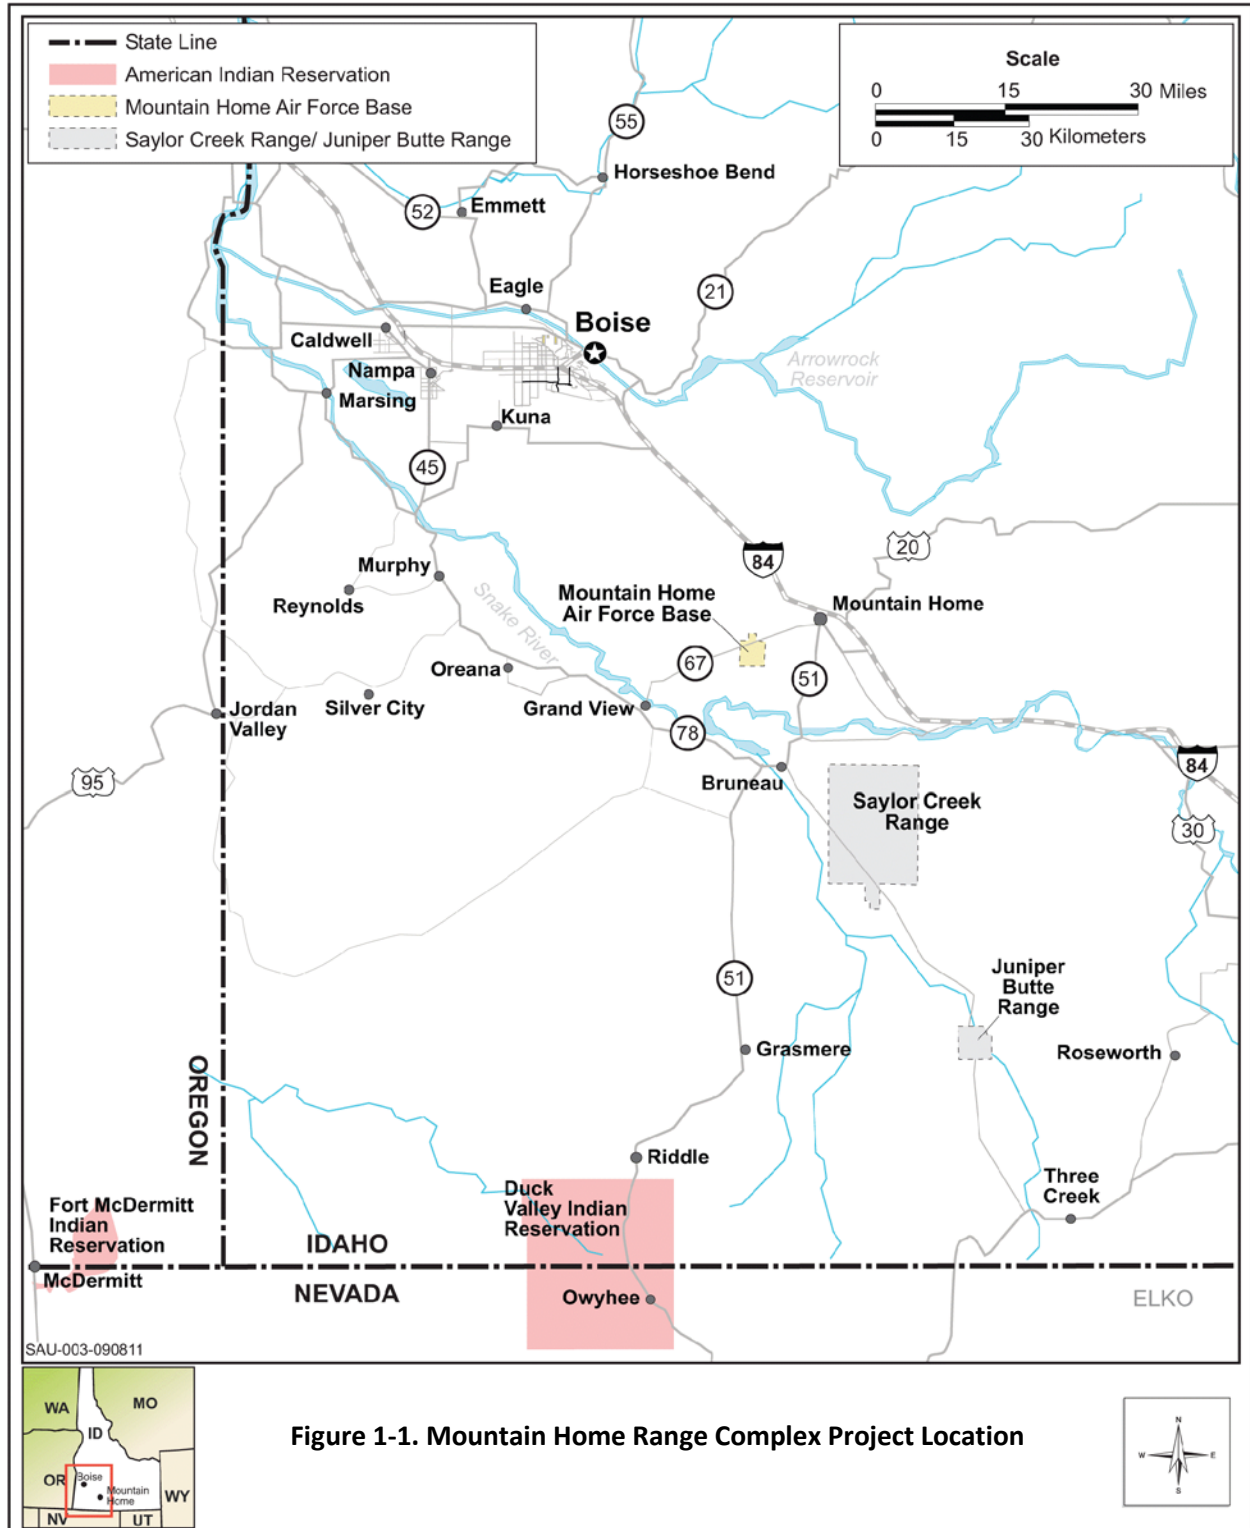 State Line
American Indian Reservation
Mountain Home Air Force Base
Saylor Creek Range/ Juniper Butte Range
Scale
0 15 30 Miles
0 15 30 Kilometers
55
Horseshoe Bend
52
Emmett
21
Eagle
Boise
Caldwell
Arrowrock
Reservoir
Nampa
Marsing
Kuna
45
20
84
Murphy
Reynolds
Snake River
Mountain Home
Air Force Base
Mountain Home
67
51
Oreana
Silver City
Grand View
Jordan
Valley
78
95
Bruneau
84
Saylor Creek
Range
30
51
Juniper
Butte
Range
Grasmere
Roseworth
OREGON
Riddle
Three
Creek
Duck
Valley Indian
Reservation
Fort McDermitt
Indian
Reservation
IDAHO
McDermitt
NEVADA
Owyhee
ELKO
SAU-003-090811
WA
MO
ID
OR
Boise
Mountain
Home
WY
NV
UT
Figure 1-1. Mountain Home Range Complex Project Location
N
W E
S